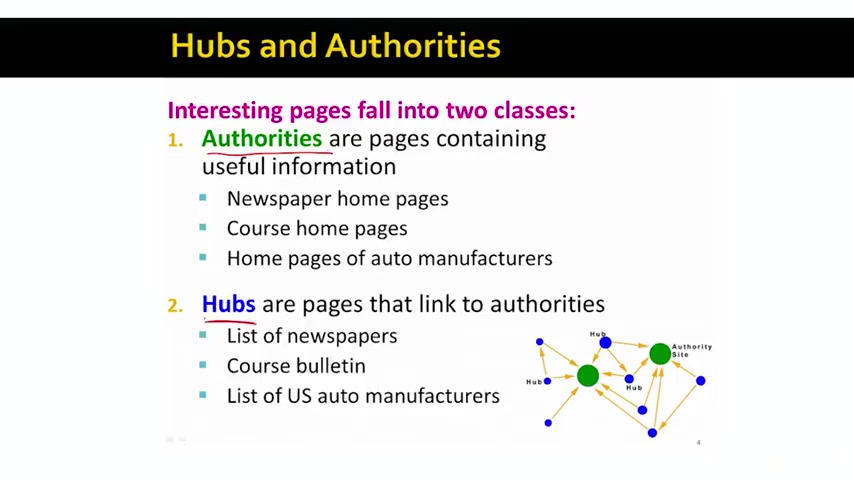 Hubs and Authorities
Interesting pages fall into two classes:
1. Authorities are pages containing
useful information
Newspaper home pages
Course home pages
Home pages of auto manufacturers
2. Hubs are pages that link to authorities
List of newspapers
Course bulletin
List of US auto manufacturers
Hub
Authority
Site
Hub
Hub
4